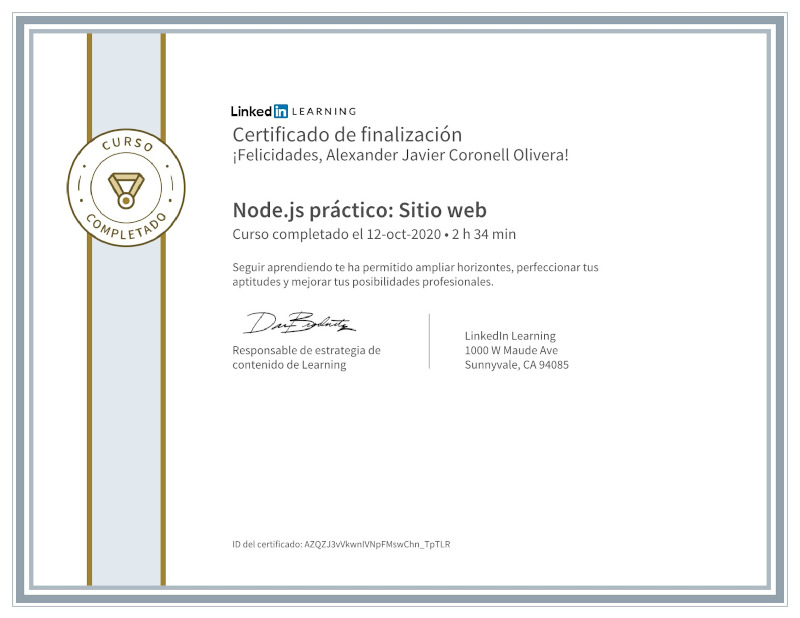 CURSO
COMPLETADO
Linked in LEARNING
Certificado de finalización
¡Felicidades, Alexander Javier Coronell Olivera!
Node.js práctico: Sitio web
Curso completado el 12-oct-2020 • 2 h 34 min
Seguir aprendiendo te ha permitido ampliar horizontes, perfeccionar tus
aptitudes y mejorar tus posibilidades profesionales.
Responsable de estrategia de
contenido de Learning
LinkedIn Learning
1000 W Maude Ave
Sunnyvale, CA 94085
ID del certificado: AZQZJ3vVkwnIVNpFMswChn_TpTLR